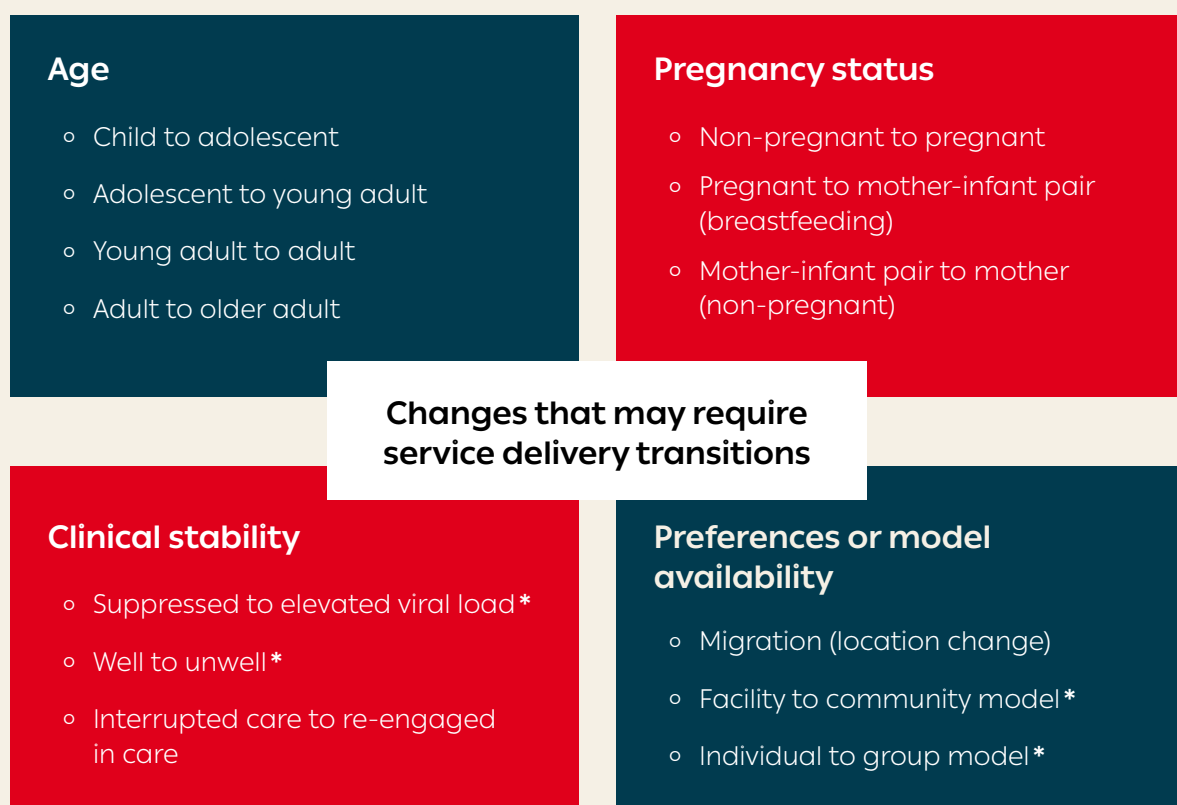 Age
Child to adolescent
Adolescent to young adult
Young adult to adult
Adult to older adult
Pregnancy status
Non-pregnant to pregnant
Pregnant to mother-infant pair
(breastfeeding)
Mother-infant pair to mother
(non-pregnant)
Changes that may require
service delivery transitions
Clinical stability
Suppressed to elevated viral load*
Well to unwell*
Interrupted care to re-engaged
in care
Preferences or model
availability
Migration (location change)
Facility to community model*
Individual to group model*